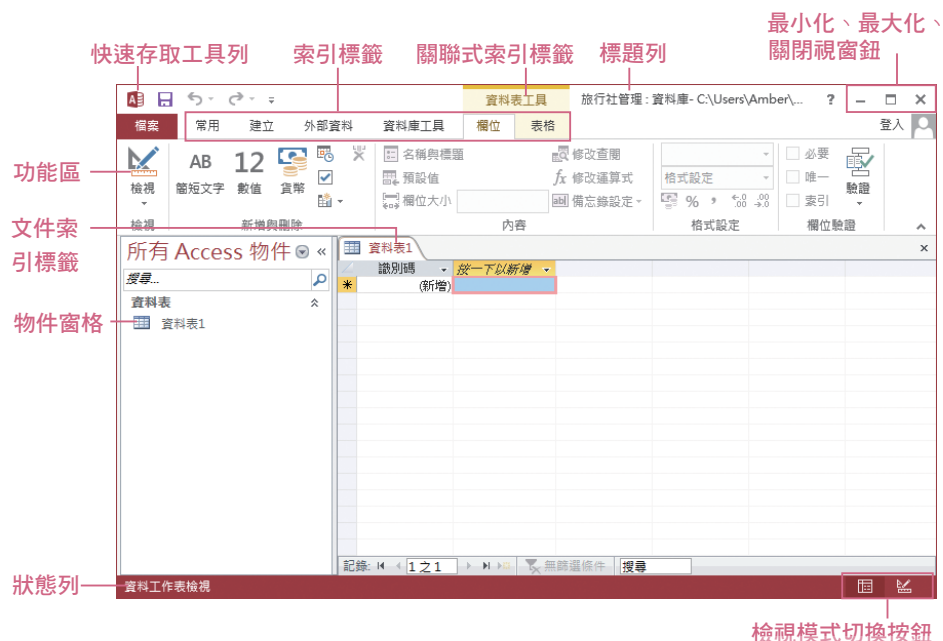 最小化、最大化、
關閉視窗鈕
快速存取工具列
索引標籤
關聯式索引標籤
標題列
資料表工具
旅行社管理 : 資料庫- C:\Users\Amber\...
?
檔案
常用
建立
外部資料
資料庫工具
欄位
表格
登入
功能區
檢視
AB
簡短文字
12
數值
貨幣
名稱與標題
預設值
欄位大小
修改查閱
fx 修改運算式
ab| 備忘錄設定
格式設定
% ,
必要
唯一
索引
驗證
檢視
新增與刪除
內容
格式設定
欄位驗證
文件索
引標籤
所有 Access 物件
資料表1
搜尋...
識別碼
按一下以新增
(新增)
資料表
物件窗格
資料表1
記錄:
1 之 1
無篩選條件
搜尋
狀態列
資料工作表檢視
檢視模式切換按鈕